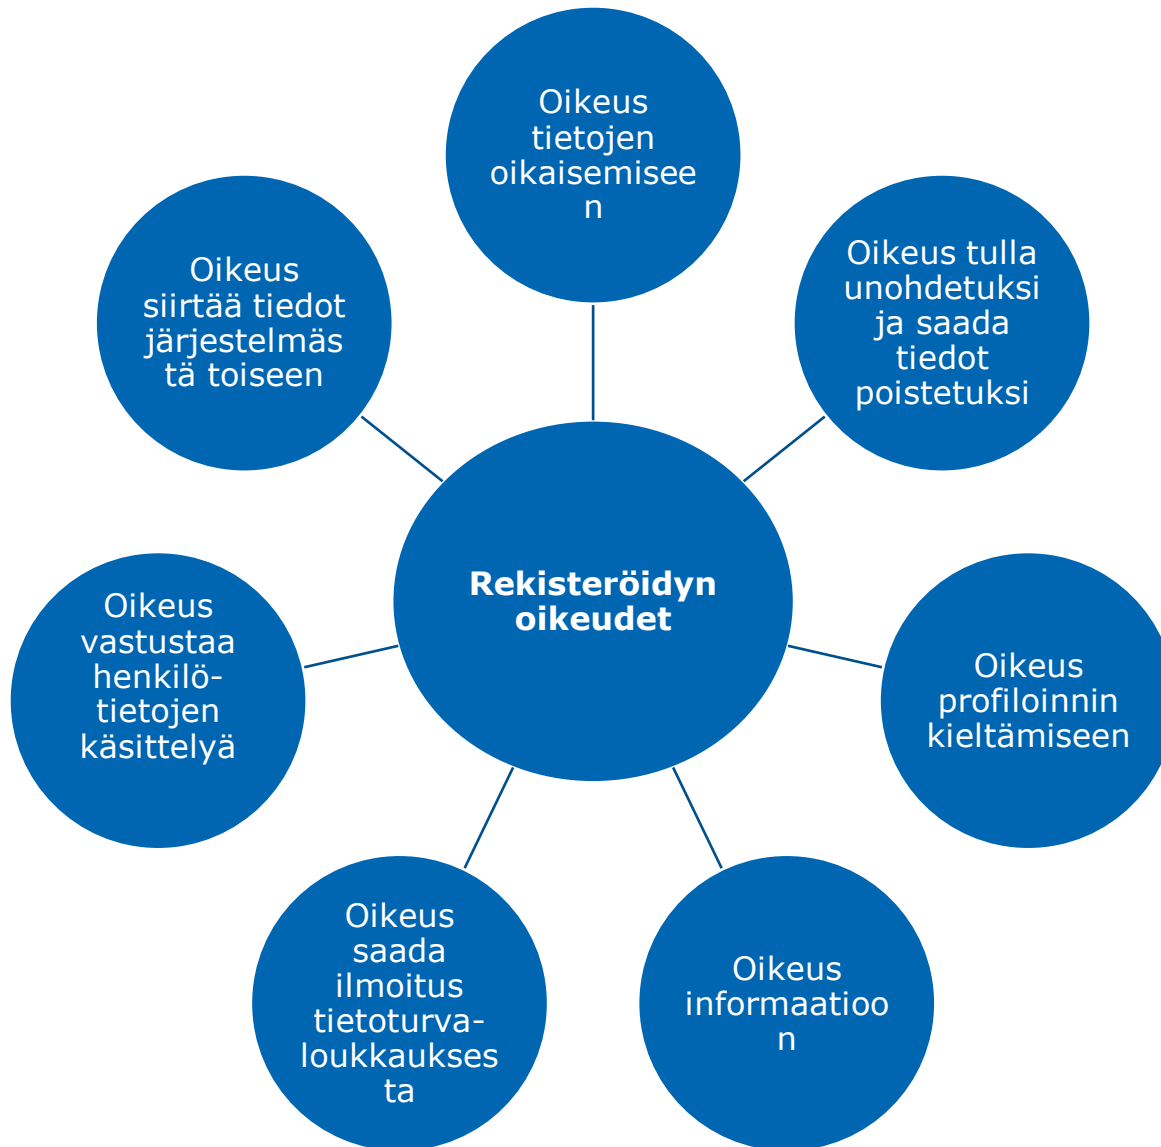 Oikeus
tietojen
oikaisemisee
n
Oikeus tulla
unohdetuksi
ja saada
tiedot
poistetuksi
Oikeus
profiloinnin
kieltämiseen
Oikeus
informaatioo
n
Oikeus
saada
ilmoitus
tietoturva-
loukkaukses
ta
Oikeus
vastustaa
henkilö-
tietojen
käsittelyä
Oikeus
siirtää tiedot
järjestelmäs
tä toiseen
Rekisteröidyn
oikeudet